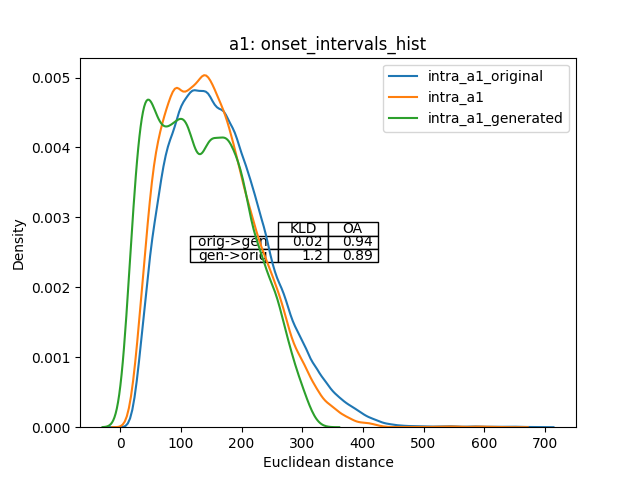 a1: onset_intervals_hist
intra_a1_original
intra_a1
intra_a1_generated
0.005
0.004
0.003
0.002
0.001
0.000
Density
KLD OA
orig->gen 0.02 0.94
gen->orig 1.2 0.89
0 100 200 300 400 500 600 700
Euclidean distance